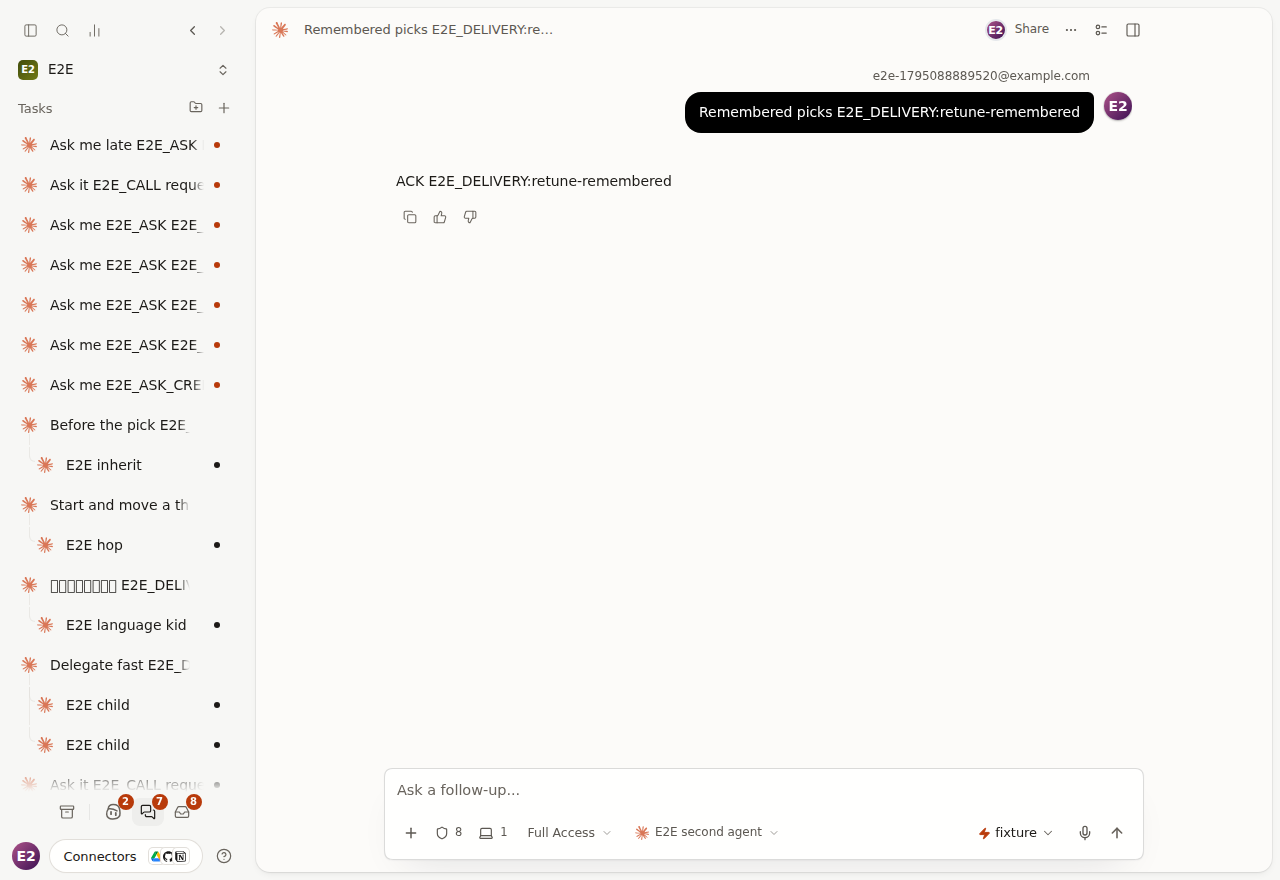 Remembered picks E2E_DELIVERY:re…
E2 Share
E2 E2E
e2e-1795088889520@example.com
Remembered picks E2E_DELIVERY:retune-remembered
E2
Tasks
Ask me late E2E_ASK
Ask it E2E_CALL reque
Ask me E2E_ASK E2E_
Ask me E2E_ASK E2E_
Ask me E2E_ASK E2E_
Ask me E2E_ASK E2E_
Ask me E2E_ASK_CRE
Before the pick E2E_
E2E inherit
Start and move a th
E2E hop
E2E_DELIV
E2E language kid
Delegate fast E2E_D
E2E child
E2E child
Ask it E2E_CALL reque
2 7 8
E2 Connectors
ACK E2E_DELIVERY:retune-remembered
Ask a follow-up...
8 1 Full Access E2E second agent fixture